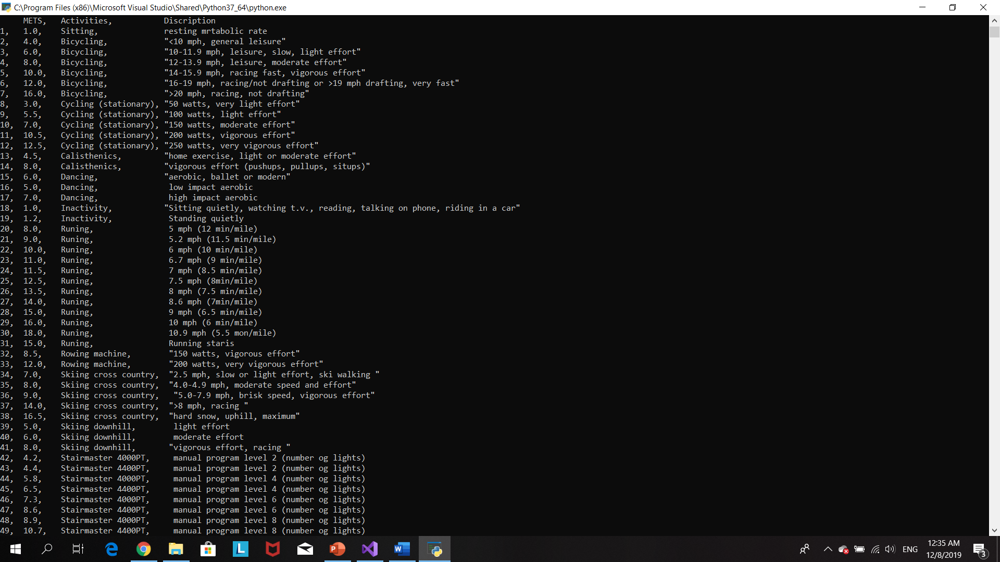 C:\Program Files (x86)\Microsoft Visual Studio\Shared\Python37_64\python.exe
METS, Activities, Discription
1, 1.0, Sitting, resting mrtabolic rate
2, 4.0, Bicycling, "<10 mph, general leisure"
3, 6.0, Bicycling, "10-11.9 mph, leisure, slow, light effort"
4, 8.0, Bicycling, "12-13.9 mph, leisure, moderate effort"
5, 10.0, Bicycling, "14-15.9 mph, racing fast, vigorous effort"
6, 12.0, Bicycling, "16-19 mph, racing/not drafting or >19 mph drafting, very fast"
7, 16.0, Bicycling, ">20 mph, racing, not drafting"
8, 3.0, Cycling (stationary), "50 watts, very light effort"
9, 5.5, Cycling (stationary), "100 watts, light effort"
10, 7.0, Cycling (stationary), "150 watts, moderate effort"
11, 10.5, Cycling (stationary), "200 watts, vigorous effort"
12, 12.5, Cycling (stationary), "250 watts, very vigorous effort"
13, 4.5, Calisthenics, "home exercise, light or moderate effort"
14, 8.0, Calisthenics, "vigorous effort (pushups, pullups, situps)"
15, 6.0, Dancing, "aerobic, ballet or modern"
16, 5.0, Dancing, low impact aerobic
17, 7.0, Dancing, high impact aerobic
18, 1.0, Inactivity, "Sitting quietly, watching t.v., reading, talking on phone, riding in a car"
19, 1.2, Inactivity, Standing quietly
20, 8.0, Runing, 5 mph (12 min/mile)
21, 9.0, Runing, 5.2 mph (11.5 min/mile)
22, 10.0, Runing, 6 mph (10 min/mile)
23, 11.0, Runing, 6.7 mph (9 min/mile)
24, 11.5, Runing, 7 mph (8.5 min/mile)
25, 12.5, Runing, 7.5 mph (8min/mile)
26, 13.5, Runing, 8 mph (7.5 min/mile)
27, 14.0, Runing, 8.6 mph (7min/mile)
28, 15.0, Runing, 9 mph (6.5 min/mile)
29, 16.0, Runing, 10 mph (6 min/mile)
30, 18.0, Runing, 10.9 mph (5.5 mon/mile)
31, 15.0, Runing, Running staris
32, 8.5, Rowing machine, "150 watts, vigorous effort"
33, 12.0, Rowing machine, "200 watts, very vigorous effort"
34, 7.0, Skiing cross country, "2.5 mph, slow or light effort, ski walking "
35, 8.0, Skiing cross country, "4.0-4.9 mph, moderate speed and effort"
36, 9.0, Skiing cross country, "5.0-7.9 mph, brisk speed, vigorous effort"
37, 14.0, Skiing cross country, ">8 mph, racing "
38, 16.5, Skiing cross country, "hard snow, uphill, maximum"
39, 5.0, Skiing downhill, light effort
40, 6.0, Skiing downhill, moderate effort
41, 8.0, Skiing downhill, "vigorous effort, racing "
42, 4.2, Stairmaster 4000PT, manual program level 2 (number og lights)
43, 4.4, Stairmaster 4400PT, manual program level 2 (number og lights)
44, 5.8, Stairmaster 4000PT, manual program level 4 (number og lights)
45, 6.5, Stairmaster 4400PT, manual program level 4 (number og lights)
46, 7.3, Stairmaster 4000PT, manual program level 6 (number og lights)
47, 8.6, Stairmaster 4400PT, manual program level 6 (number og lights)
48, 8.9, Stairmaster 4000PT, manual program level 8 (number og lights)
49, 10.7, Stairmaster 4400PT, manual program level 8 (number og lights)
ENG
12:35 AM
12/8/2019
3